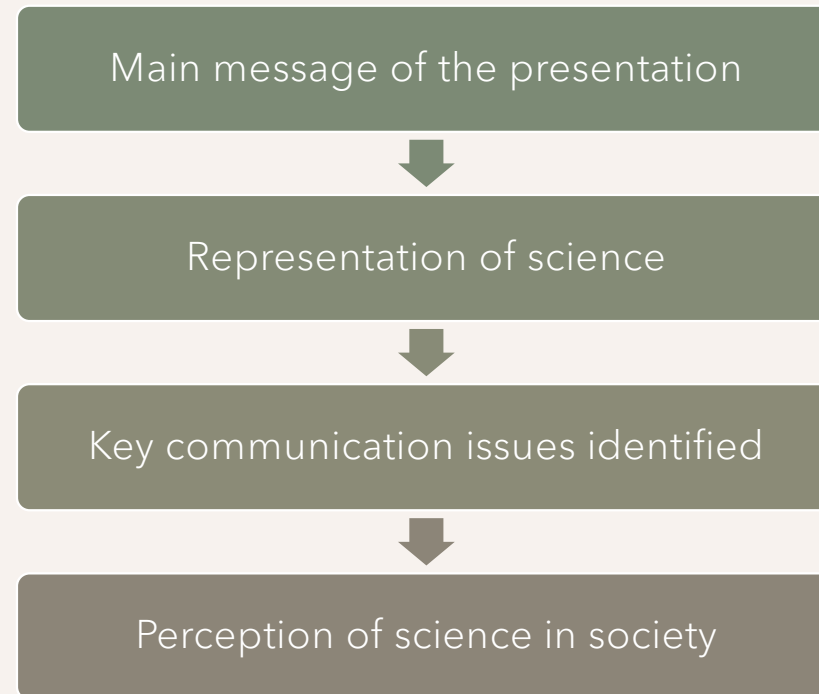 Main message of the presentation
Representation of science
Key communication issues identified
Perception of science in society